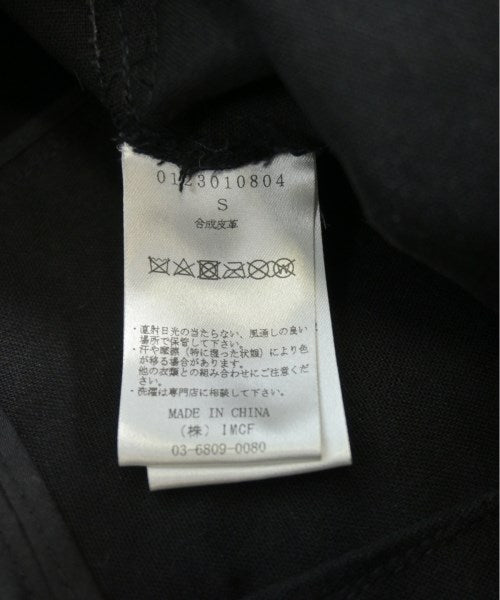 0123010804
S
合成皮革
・直射日光の当たらない、風通しの良い
場所で保管して下さい。
・汗や摩擦（特に湿った状態）により色
が移る場合があります。
他の衣類との組み合わせにご注意ください。
・洗濯は専門店に相談して下さい。
MADE IN CHINA
（株）IMCF
03-6809-0080